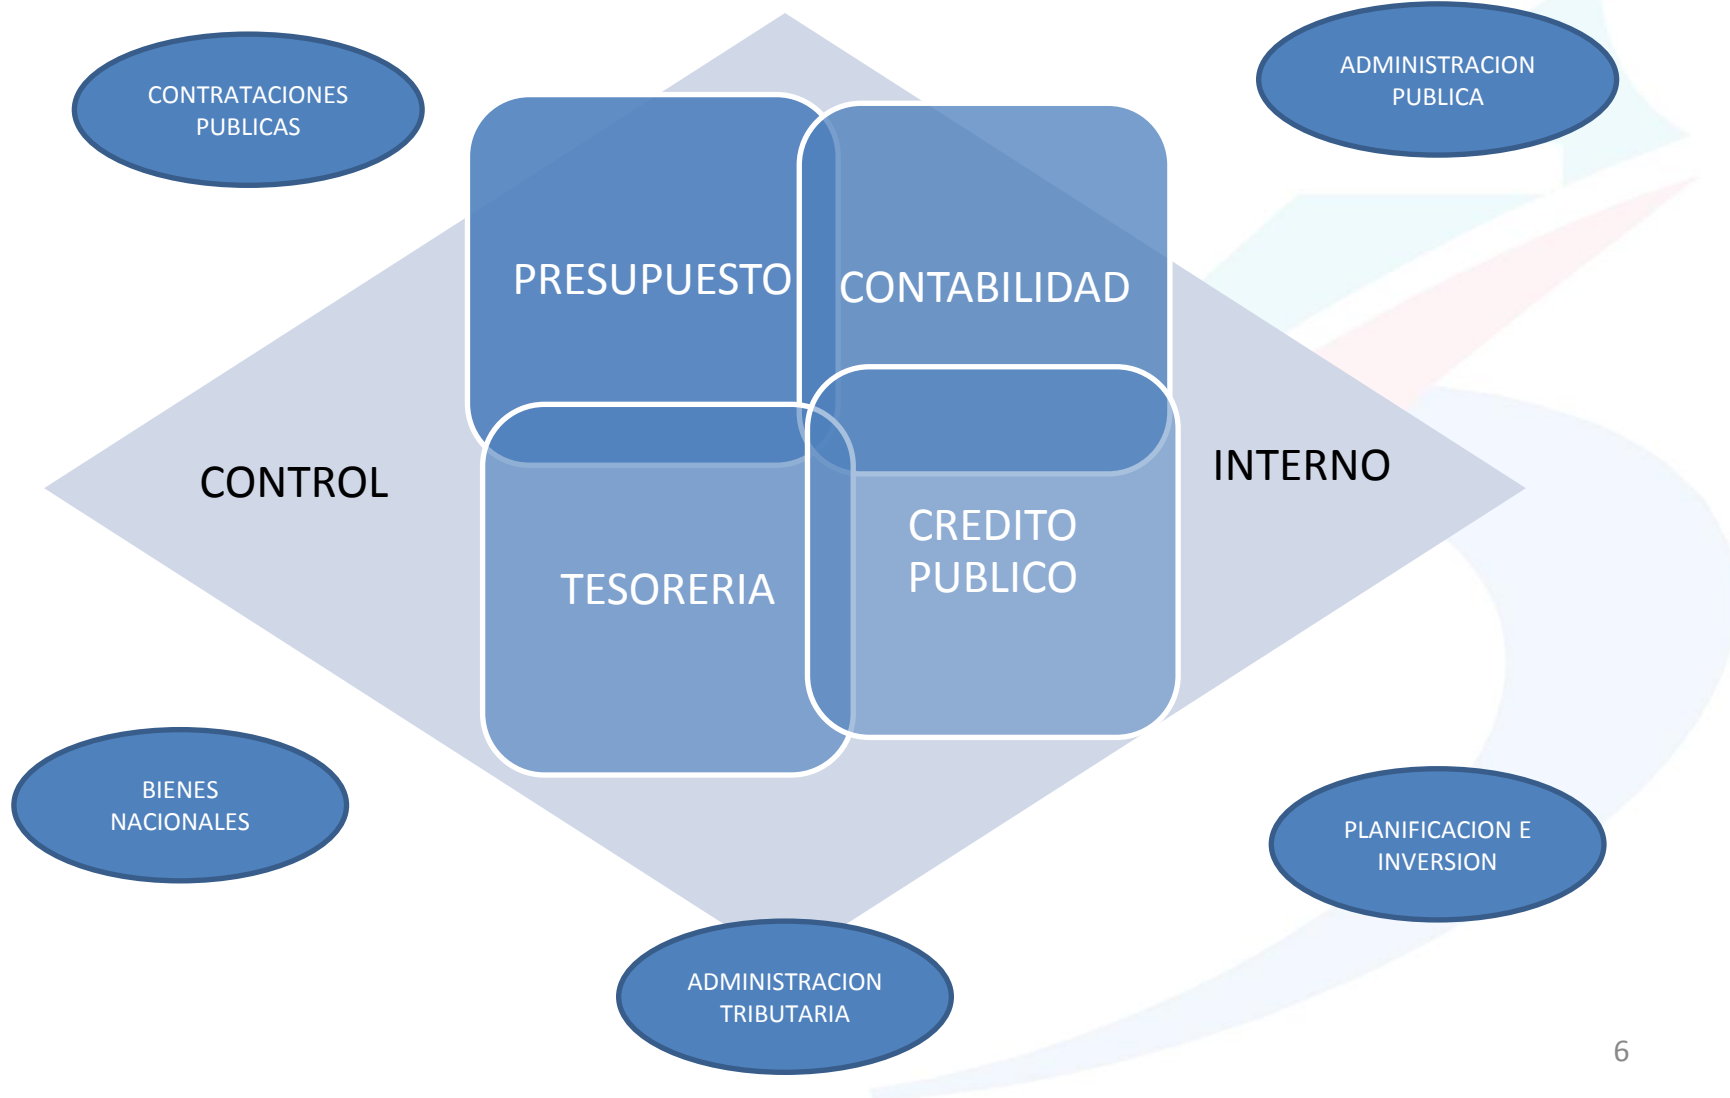 CONTRATACIONES
PUBLICAS
ADMINISTRACION
PUBLICA
PRESUPUESTO
CONTABILIDAD
CONTROL
INTERNO
TESORERIA
CREDITO
PUBLICO
BIENES
NACIONALES
PLANIFICACION E
INVERSION
ADMINISTRACION
TRIBUTARIA
6